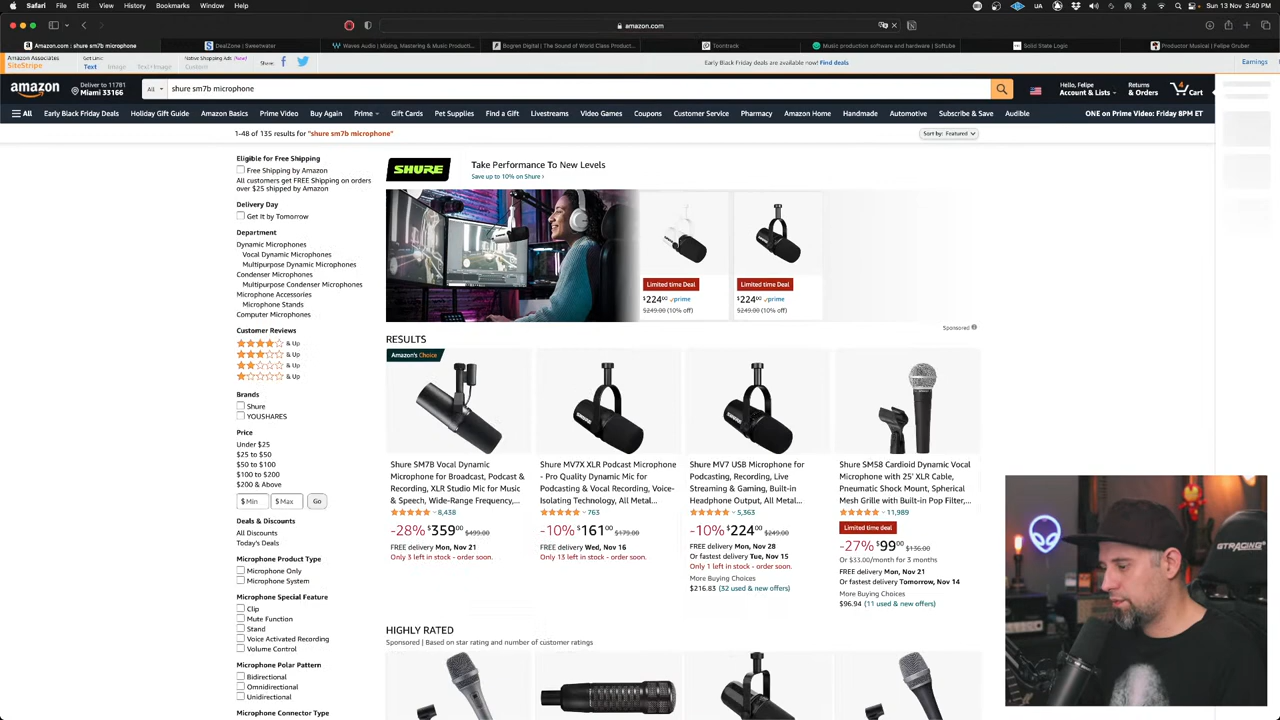 Safari File Edit View History Bookmarks Window Help
UA
Sun 13 Nov 3:40 PM
amazon.com
Amazon.com : shure sm7b microphone
DealZone | Sweetwater
Waves Audio | Mixing, Mastering & Music Producti...
Bogren Digital | The Sound of World Class Product...
Toontrack
Music production software and hardware | Softube
Solid State Logic
Productor Musical | Felipe Gruber
Amazon Associates
SiteStripe
Get Link:
Text Image Text+Image
Native Shopping Ads (New)
Custom
Share:
Early Black Friday deals are available now! Find deals
Earnings
amazon
Deliver to 11781
Miami 33166
All
shure sm7b microphone
Hello, Felipe
Account & Lists
Returns
& Orders
4
Cart
All Early Black Friday Deals Holiday Gift Guide Amazon Basics Prime Video Buy Again Prime Gift Cards Pet Supplies Find a Gift Livestreams Video Games Coupons Customer Service Pharmacy Amazon Home Handmade Automotive Subscribe & Save Audible
ONE on Prime Video: Friday 8PM ET
1-48 of 135 results for "shure sm7b microphone"
Sort by: Featured
Eligible for Free Shipping
Free Shipping by Amazon
All customers get FREE Shipping on orders
over $25 shipped by Amazon
Delivery Day
Get It by Tomorrow
Department
Dynamic Microphones
Vocal Dynamic Microphones
Multipurpose Dynamic Microphones
Condenser Microphones
Multipurpose Condenser Microphones
Microphone Accessories
Microphone Stands
Computer Microphones
Customer Reviews
& Up
& Up
& Up
& Up
Brands
Shure
YOUSHARES
Price
Under $25
$25 to $50
$50 to $100
$100 to $200
$200 & Above
$ Min
$ Max
Go
Deals & Discounts
All Discounts
Today's Deals
Microphone Product Type
Microphone Only
Microphone System
Microphone Special Feature
Clip
Mute Function
Stand
Voice Activated Recording
Volume Control
Microphone Polar Pattern
Bidirectional
Omnidirectional
Unidirectional
Microphone Connector Type
SHURE
Take Performance To New Levels
Save up to 10% on Shure ›
Limited time Deal
$224.00 prime
$249.00 (10% off)
Limited time Deal
$224.00 prime
$249.00 (10% off)
Sponsored
RESULTS
Amazon's Choice
Shure SM7B Vocal Dynamic
Microphone for Broadcast, Podcast &
Recording, XLR Studio Mic for Music
& Speech, Wide-Range Frequency,...
8,438
-28% $359.00 $499.00
FREE delivery Mon, Nov 21
Only 3 left in stock - order soon.
Shure MV7X XLR Podcast Microphone
- Pro Quality Dynamic Mic for
Podcasting & Vocal Recording, Voice-
Isolating Technology, All Metal...
763
-10% $161.00 $179.00
FREE delivery Wed, Nov 16
Only 13 left in stock - order soon.
SHURE
Shure MV7 USB Microphone for
Podcasting, Recording, Live
Streaming & Gaming, Built-in
Headphone Output, All Metal...
5,363
-10% $224.00 $249.00
FREE delivery Mon, Nov 28
Or fastest delivery Tue, Nov 15
Only 1 left in stock - order soon.
More Buying Choices
$216.83 (32 used & new offers)
Shure SM58 Cardioid Dynamic Vocal
Microphone with 25' XLR Cable,
Pneumatic Shock Mount, Spherical
Mesh Grille with Built-in Pop Filter,...
11,989
Limited time deal
-27% $99.00 $136.00
Or $33.00/month for 3 months
FREE delivery Mon, Nov 21
Or fastest delivery Tomorrow, Nov 14
More Buying Choices
$96.94 (11 used & new offers)
HIGHLY RATED
Sponsored | Based on star rating and number of customer ratings
GTRACING